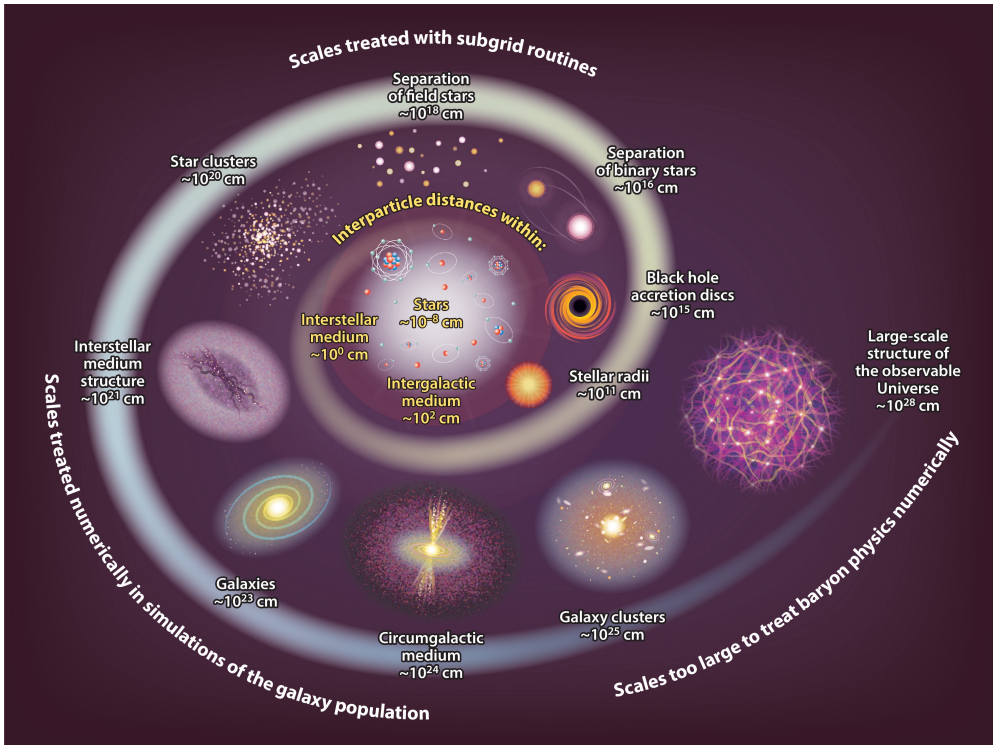 Scales treated with subgrid routines
Separation
of field stars
~10¹⁸ cm
Star clusters
~10²⁰ cm
Separation
of binary stars
~10¹⁶ cm
Interparticle distances within:
Stars
~10⁻⁸ cm
Interstellar
medium
~10⁰ cm
Intergalactic
medium
~10² cm
Black hole
accretion discs
~10¹⁵ cm
Stellar radii
~10¹¹ cm
Interstellar
medium
structure
~10²¹ cm
Large-scale
structure of
the observable
Universe
~10²⁸ cm
Galaxies
~10²³ cm
Circumgalactic
medium
~10²⁴ cm
Galaxy clusters
~10²⁵ cm
Scales treated numerically in simulations of the galaxy population
Scales too large to treat baryon physics numerically